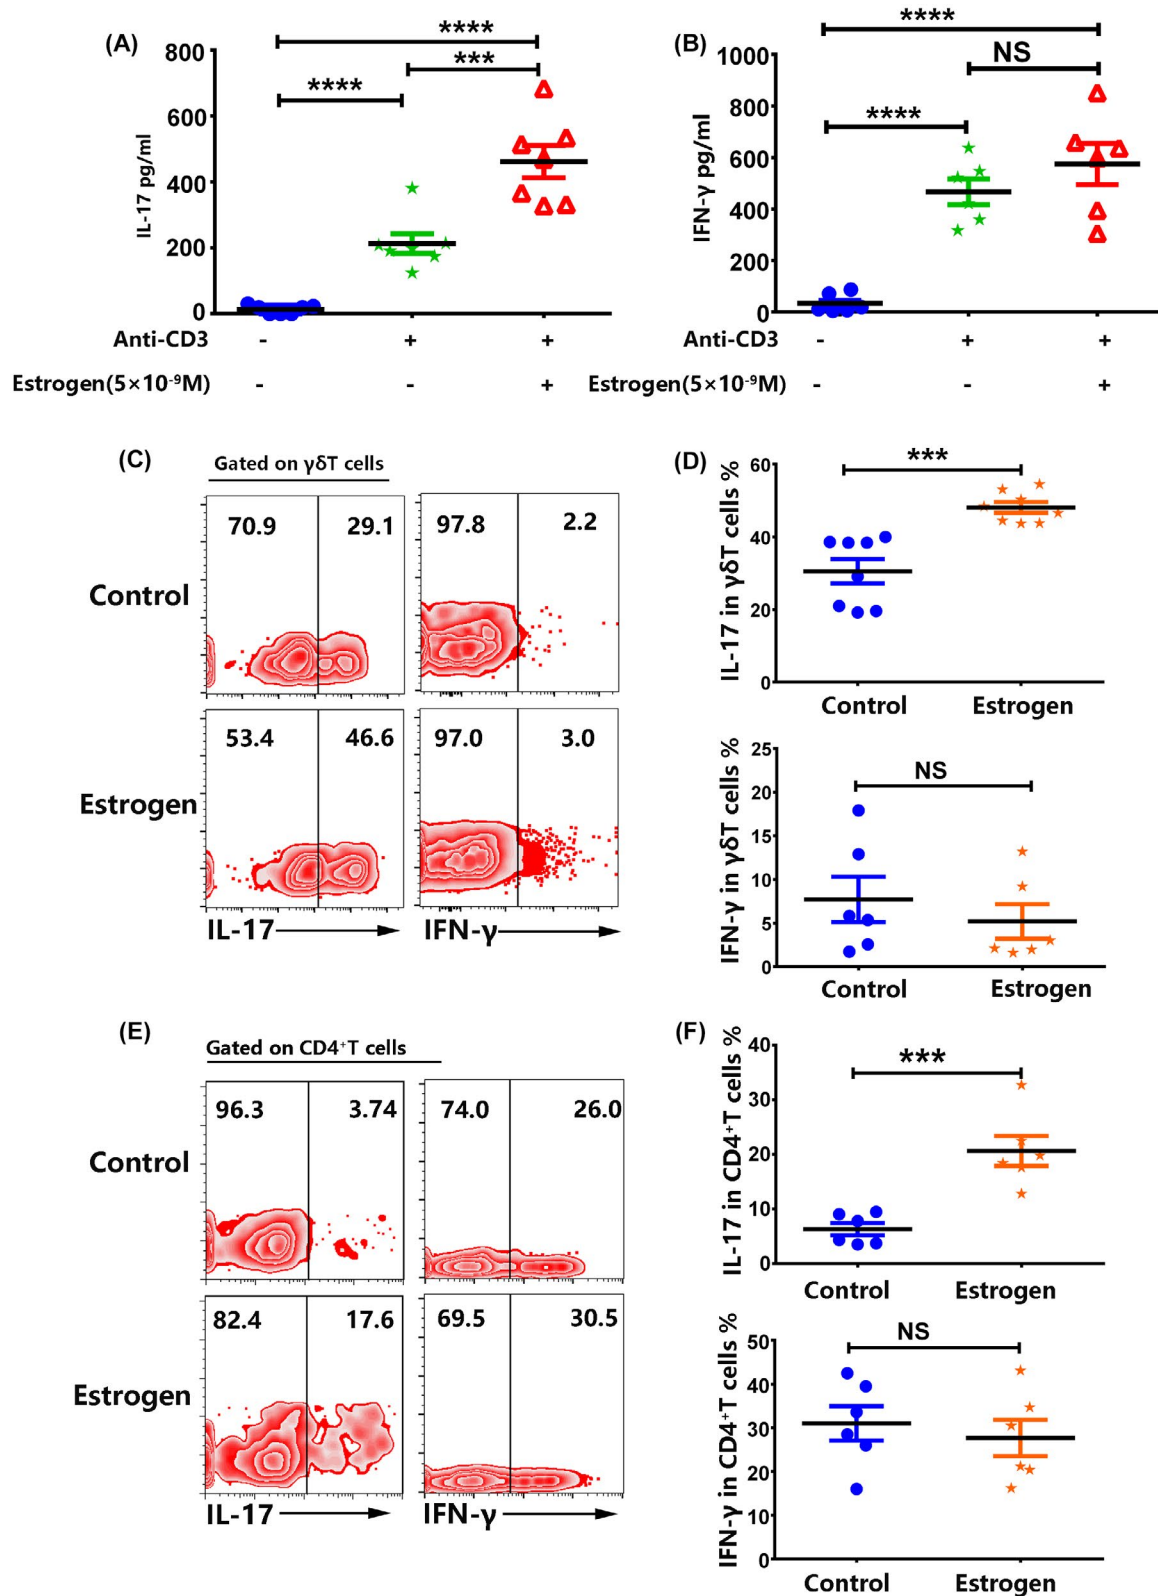 (A)
****
****
***
800
600
400
200
0
IL-17 pg/ml
Anti-CD3 - + +
Estrogen(5×10⁻⁹M) - - +
(B)
****
NS
****
1000
800
600
400
200
0
IFN-γ pg/ml
Anti-CD3 - + +
Estrogen(5×10⁻⁹M) - - +
(C)
Gated on γδT cells
Control
70.9 29.1
97.8 2.2
Estrogen
53.4 46.6
97.0 3.0
IL-17
IFN-γ
(D)
***
60
40
20
0
IL-17 in γδT cells %
Control Estrogen
NS
25
20
15
10
5
0
IFN-γ in γδT cells %
Control Estrogen
(E)
Gated on CD4⁺T cells
Control
96.3 3.74
74.0 26.0
Estrogen
82.4 17.6
69.5 30.5
IL-17
IFN-γ
(F)
***
40
30
20
10
0
IL-17 in CD4⁺T cells %
Control Estrogen
NS
50
40
30
20
10
0
IFN-γ in CD4⁺T cells %
Control Estrogen